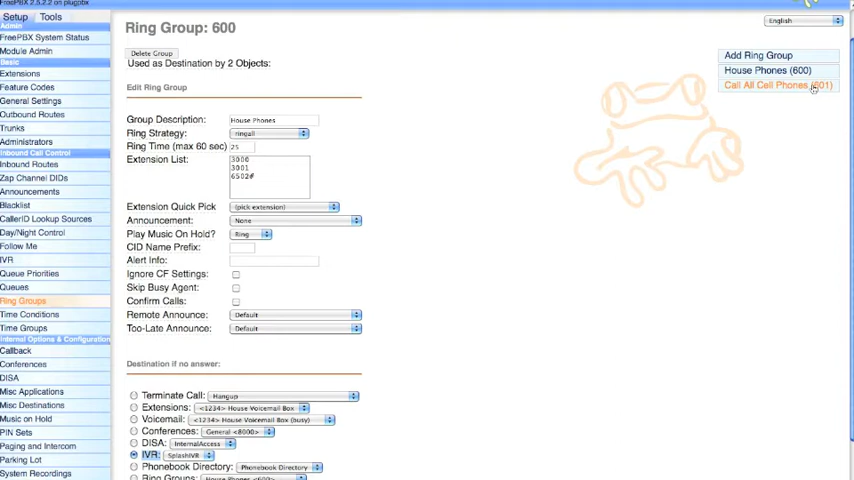 FreePBX 2.5.2.2 on plugpbx
Setup Tools
Admin
FreePBX System Status
Module Admin
Basic
Extensions
Feature Codes
General Settings
Outbound Routes
Trunks
Administrators
Inbound Call Control
Inbound Routes
Zap Channel DIDs
Announcements
Blacklist
CallerID Lookup Sources
Day/Night Control
Follow Me
IVR
Queue Priorities
Queues
Ring Groups
Time Conditions
Time Groups
Internal Options & Configuration
Callback
Conferences
DISA
Misc Applications
Misc Destinations
Music on Hold
PIN Sets
Paging and Intercom
Parking Lot
System Recordings
Ring Group: 600
Delete Group
Used as Destination by 2 Objects:
Edit Ring Group
Group Description: House Phones
Ring Strategy: ringall
Ring Time (max 60 sec) 25
Extension List: 3000
3001
6502#
Extension Quick Pick (pick extension)
Announcement: None
Play Music On Hold? Ring
CID Name Prefix:
Alert Info:
Ignore CF Settings:
Skip Busy Agent:
Confirm Calls:
Remote Announce: Default
Too-Late Announce: Default
Destination if no answer:
Terminate Call: Hangup
Extensions: <1234> House Voicemail Box
Voicemail: <1234> House Voicemail Box (busy)
Conferences: General <8000>
DISA: InternalAccess
IVR: SplashIVR
Phonebook Directory: Phonebook Directory
Ring Groups: House Phones <600>
English
Add Ring Group
House Phones (600)
Call All Cell Phones (601)